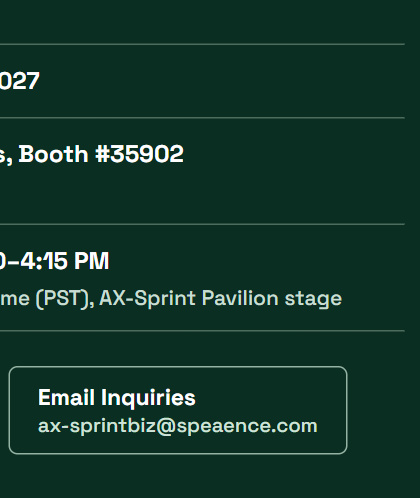 027
s, Booth #35902
0–4:15 PM
me (PST), AX-Sprint Pavilion stage
Email Inquiries
ax-sprintbiz@speaence.com